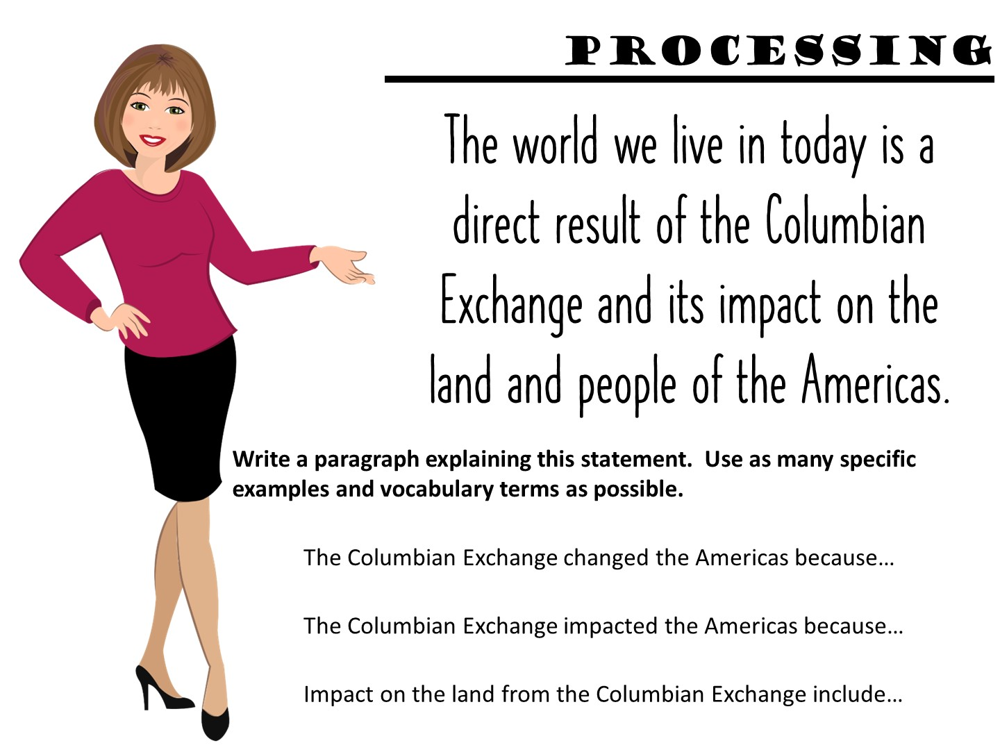 PROCESSING
The world we live in today is a
direct result of the Columbian
Exchange and its impact on the
land and people of the Americas.
Write a paragraph explaining this statement.  Use as many specific
examples and vocabulary terms as possible.
The Columbian Exchange changed the Americas because…
The Columbian Exchange impacted the Americas because…
Impact on the land from the Columbian Exchange include…